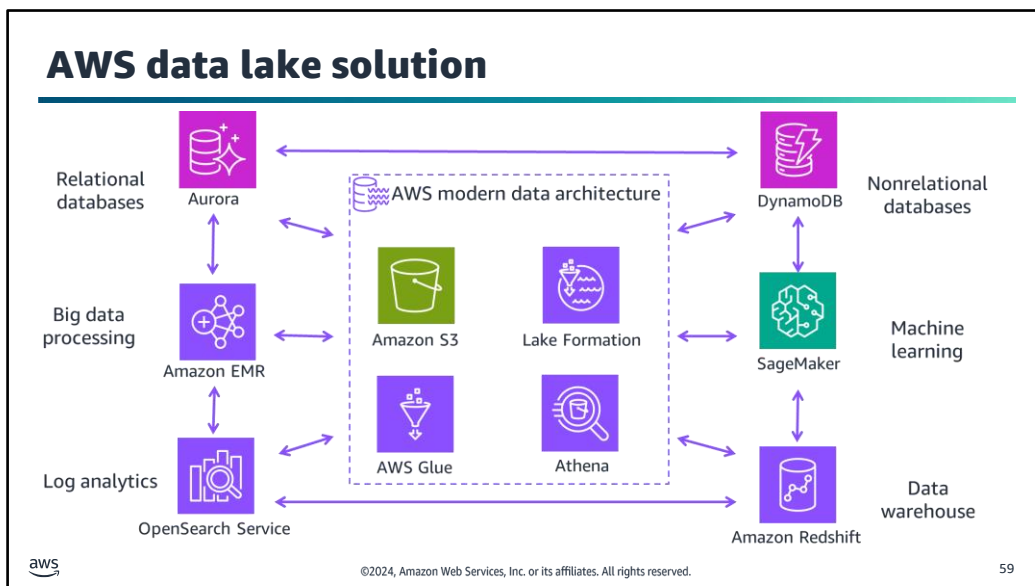 AWS data lake solution
Relational
databases
Aurora
AWS modern data architecture
DynamoDB
Nonrelational
databases
Big data
processing
Amazon EMR
Amazon S3
Lake Formation
SageMaker
Machine
learning
Log analytics
OpenSearch Service
AWS Glue
Athena
Amazon Redshift
Data
warehouse
aws
©2024, Amazon Web Services, Inc. or its affiliates. All rights reserved.
59